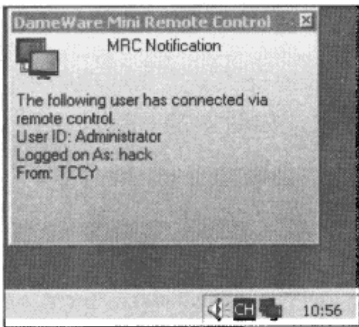 DameWare Mini Remote Control
MRC Notification
The following user has connected via
remote control.
User ID: Administrator
Logged on As: hack
From: TCCY
CH
10:56